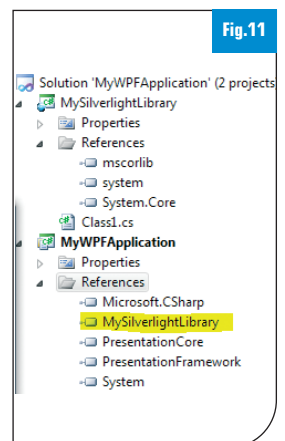 Fig.11
Solution 'MyWPFApplication' (2 projects
MySilverlightLibrary
Properties
References
mscorlib
system
System.Core
Class1.cs
MyWPFApplication
Properties
References
Microsoft.CSharp
MySilverlightLibrary
PresentationCore
PresentationFramework
System